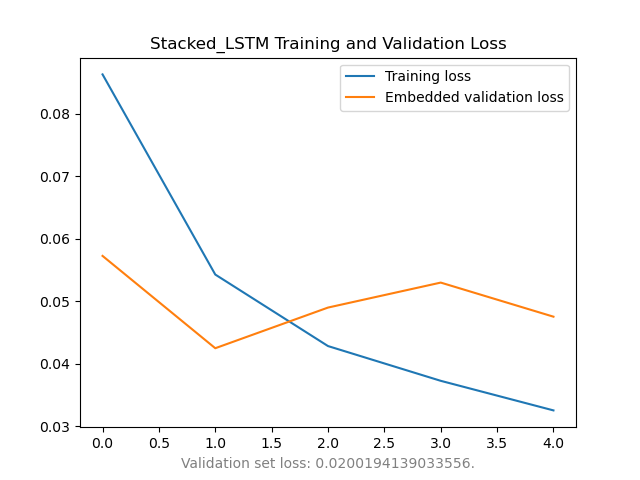 Stacked_LSTM Training and Validation Loss
Training loss
Embedded validation loss
0.08
0.07
0.06
0.05
0.04
0.03
0.0 0.5 1.0 1.5 2.0 2.5 3.0 3.5 4.0
Validation set loss: 0.0200194139033556.